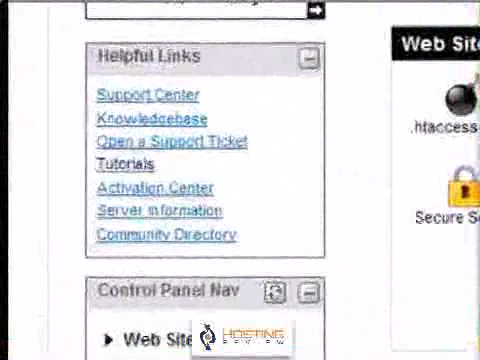 Helpful Links
Support Center
Knowledgebase
Open a Support Ticket
Tutorials
Activation Center
Server Information
Community Directory
Control Panel Nav
Web Site
Web Site
.htaccess
Secure S
HOSTING
REVIEW